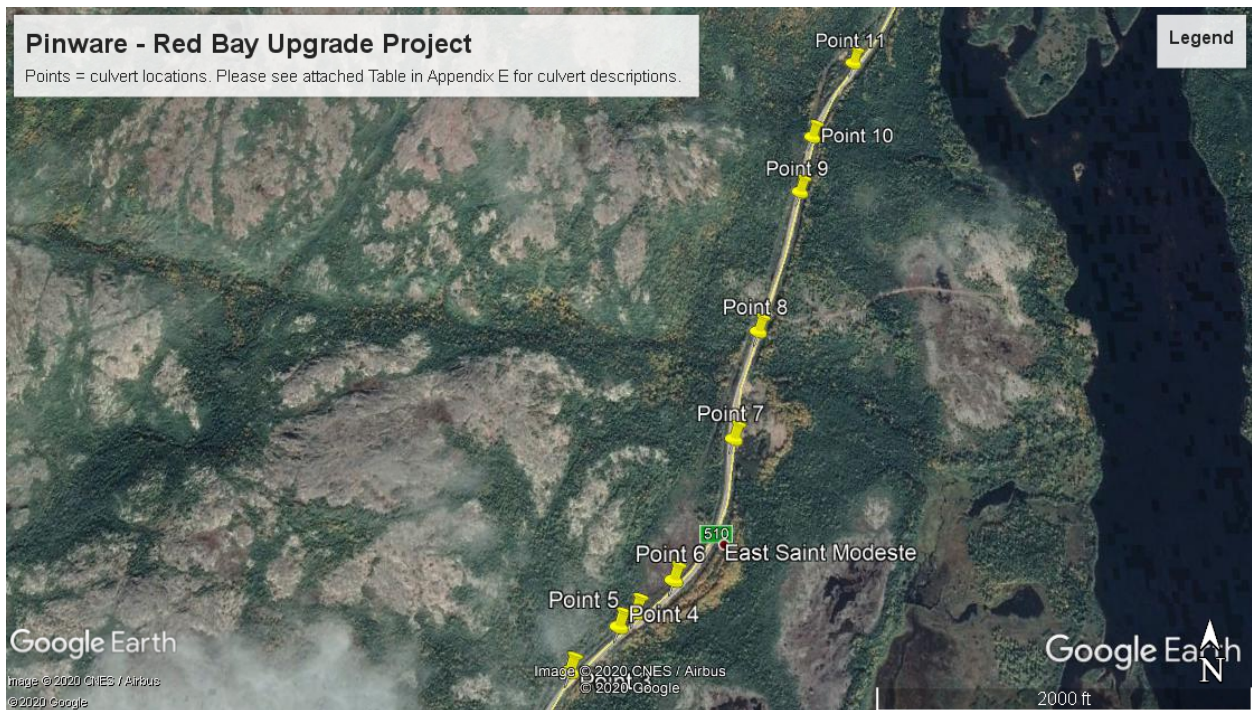 Pinware - Red Bay Upgrade Project
Points = culvert locations. Please see attached Table in Appendix E for culvert descriptions.
Legend
Point 11
Point 10
Point 9
Point 8
Point 7
510
East Saint Modeste
Point 6
Point 5
Point 4
Point 3
Google Earth
Image © 2020 CNES / Airbus
© 2020 Google
Image © 2020 CNES / Airbus
© 2020 Google
Google Earth
N
2000 ft